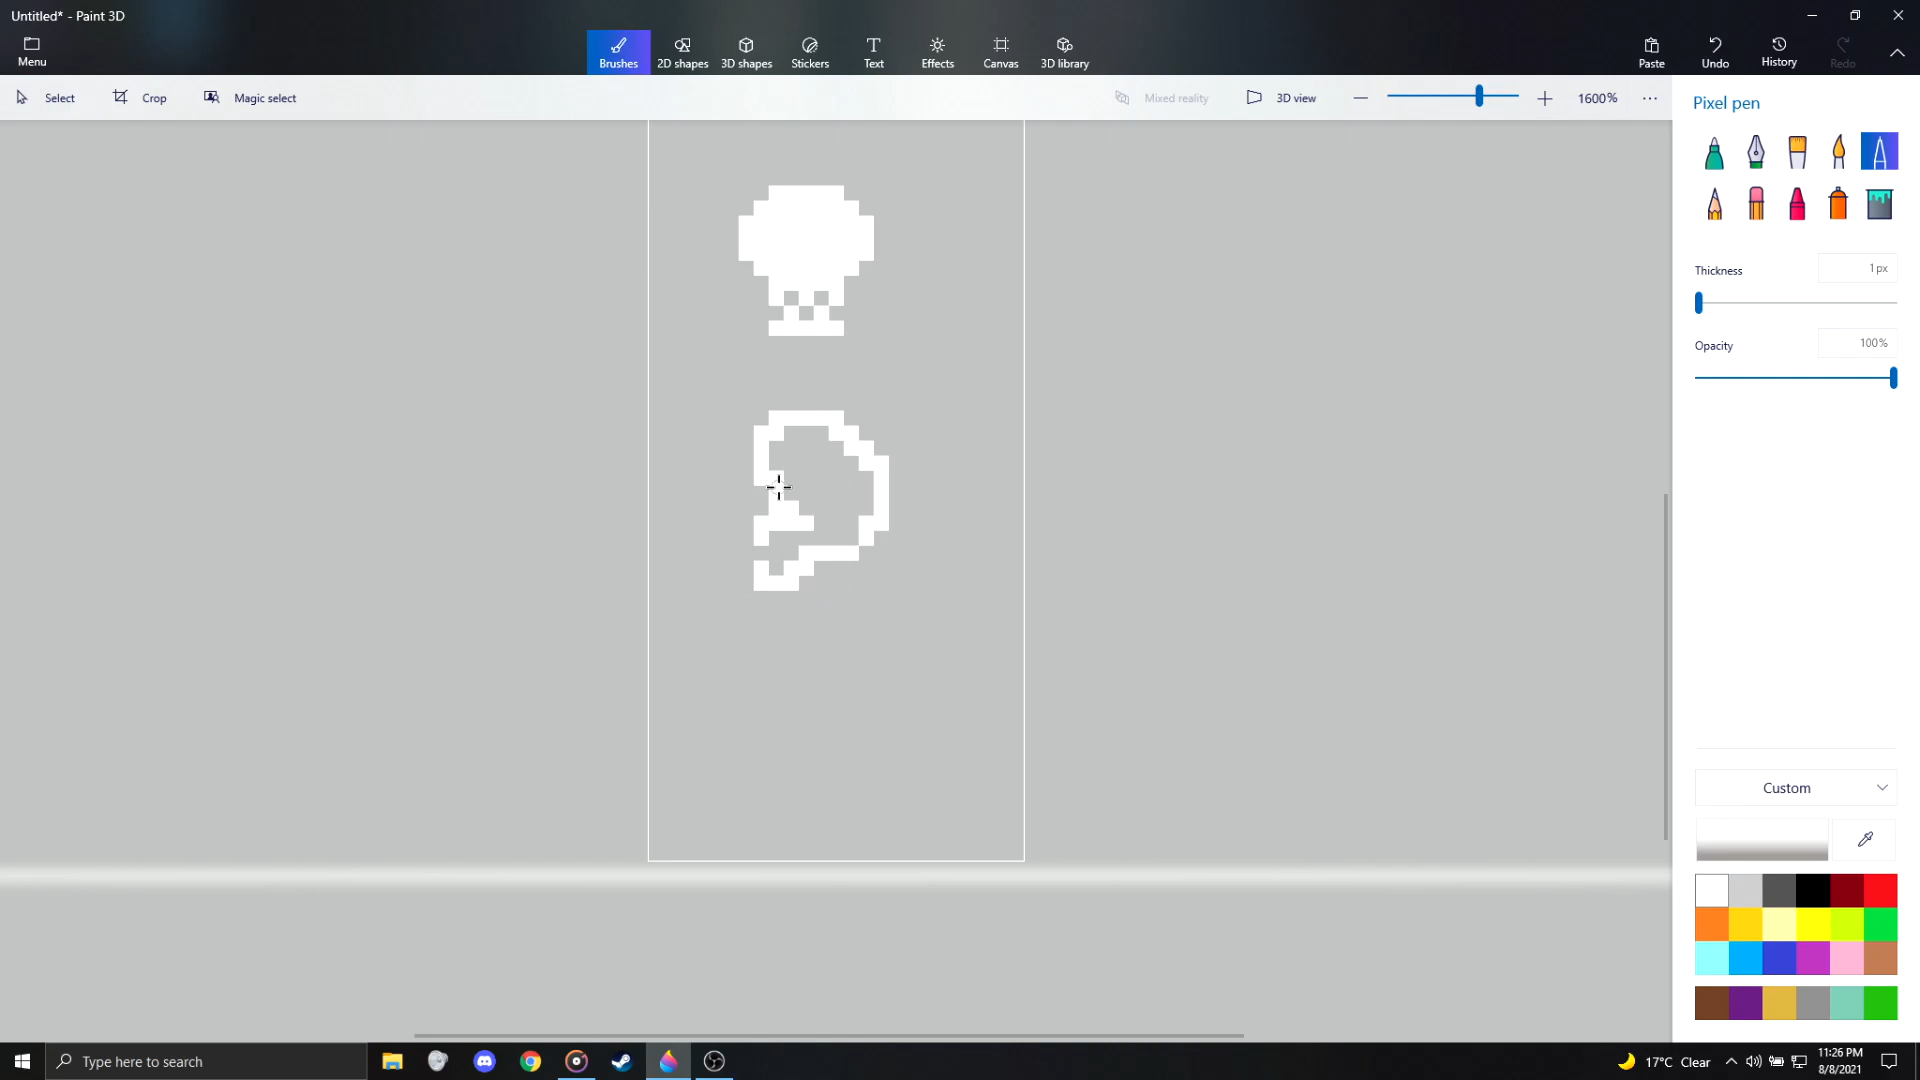 Untitled* - Paint 3D
Menu
Brushes
2D shapes
3D shapes
Stickers
Text
Effects
Canvas
3D library
Paste
Undo
History
Redo
Select
Crop
Magic select
Mixed reality
3D view
1600%
Pixel pen
Thickness
1px
Opacity
100%
Custom
Type here to search
17°C Clear
11:26 PM
8/8/2021